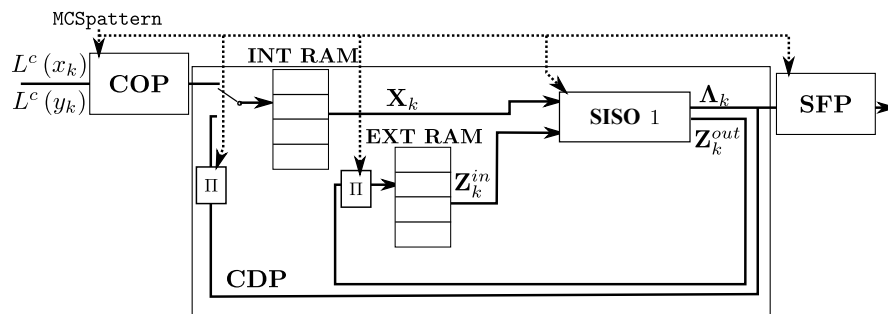 MCSpattern
L^c (x_k)
L^c (y_k)
COP
INT RAM
X_k
EXT RAM
Z_k^{in}
SISO 1
Λ_k
Z_k^{out}
SFP
Π
Π
CDP